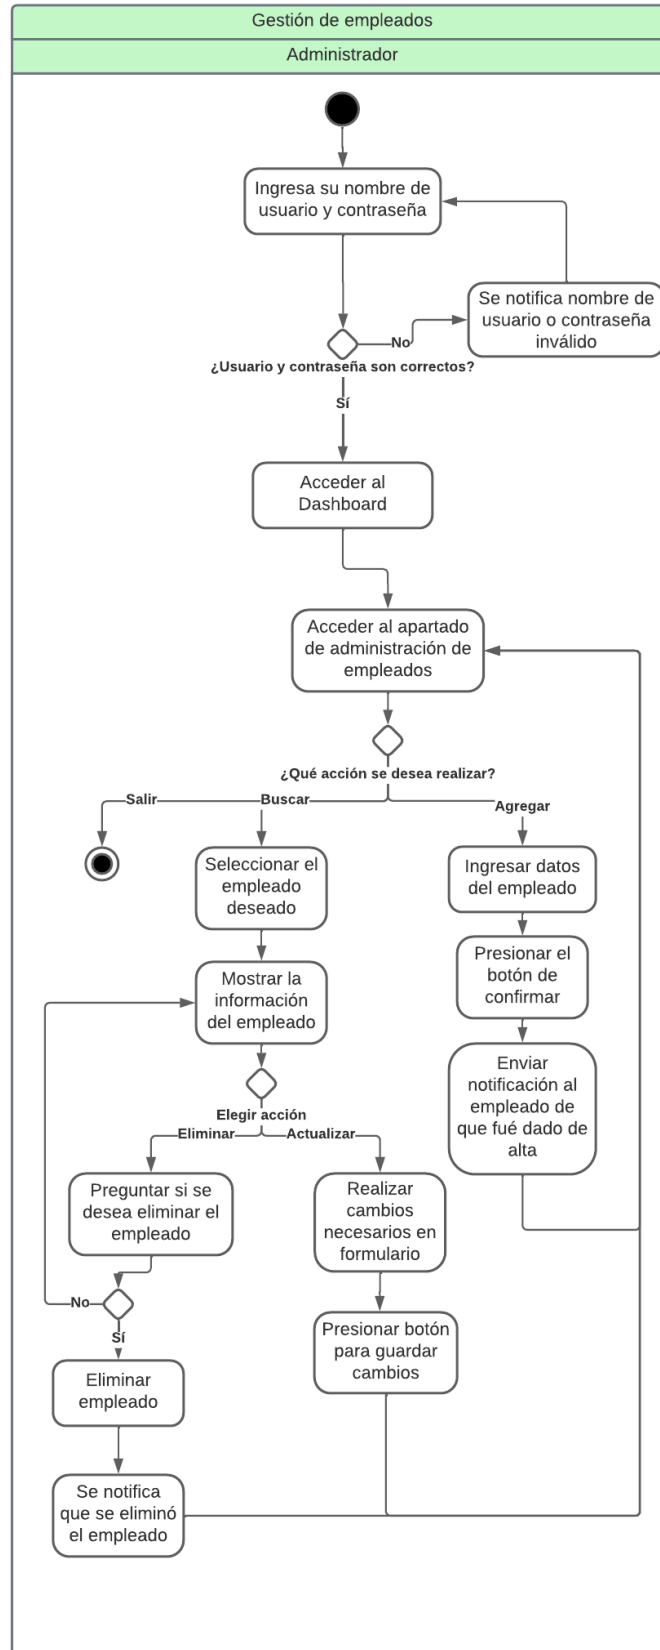 Gestión de empleados
Administrador
Ingresa su nombre de
usuario y contraseña
Se notifica nombre de
usuario o contraseña
inválido
No
¿Usuario y contraseña son correctos?
Sí
Acceder al
Dashboard
Acceder al apartado
de administración de
empleados
¿Qué acción se desea realizar?
Salir
Buscar
Agregar
Seleccionar el
empleado
deseado
Ingresar datos
del empleado
Presionar el
botón de
confirmar
Mostrar la
información
del empleado
Enviar
notificación al
empleado de
que fué dado de
alta
Elegir acción
Eliminar
Actualizar
Preguntar si se
desea eliminar el
empleado
Realizar
cambios
necesarios en
formulario
No
Sí
Presionar botón
para guardar
cambios
Eliminar
empleado
Se notifica
que se eliminó
el empleado